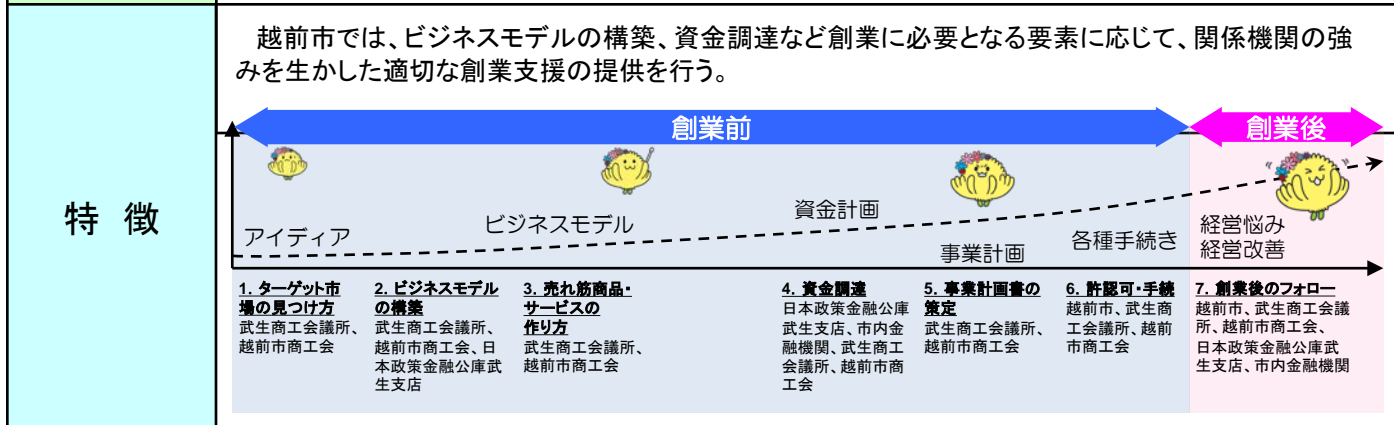 特 徴
越前市では、ビジネスモデルの構築、資金調達など創業に必要となる要素に応じて、関係機関の強
みを生かした適切な創業支援の提供を行う。
創業前
創業後
アイディア
ビジネスモデル
資金計画
事業計画
各種手続き
経営悩み
経営改善
1. ターゲット市
場の見つけ方
武生商工会議所、
越前市商工会
2. ビジネスモデル
の構築
武生商工会議所、
越前市商工会、日
本政策金融公庫武
生支店
3. 売れ筋商品・
サービスの
作り方
武生商工会議所、
越前市商工会
4. 資金調達
日本政策金融公庫
武生支店、市内金
融機関、武生商工
会議所、越前市商
工会
5. 事業計画書の
策定
武生商工会議所、
越前市商工会
6. 許認可・手続
越前市、武生商
工会議所、越前
市商工会
7. 創業後のフォロー
越前市、武生商工会議
所、越前市商工会、
日本政策金融公庫武
生支店、市内金融機関